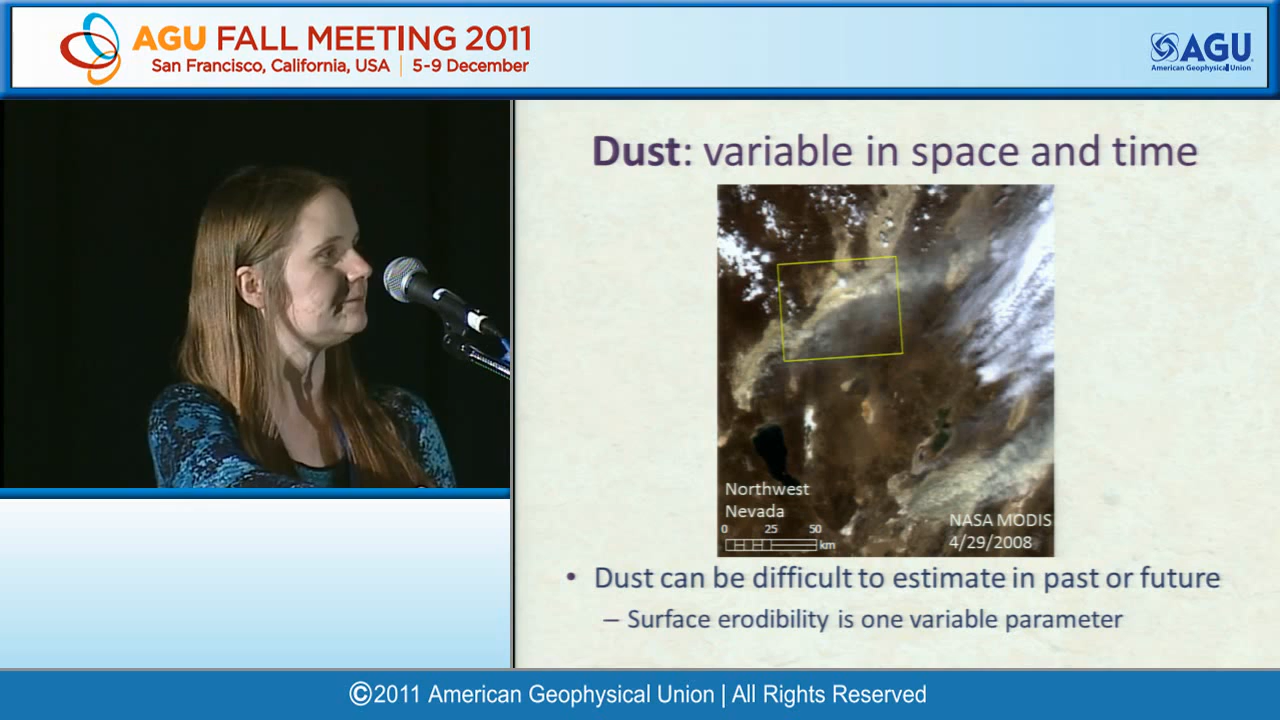 AGU FALL MEETING 2011
San Francisco, California, USA | 5-9 December
AGU
American Geophysical Union
Dust: variable in space and time
Northwest
Nevada
0 25 50
km
NASA MODIS
4/29/2008
• Dust can be difficult to estimate in past or future
– Surface erodibility is one variable parameter
©2011 American Geophysical Union | All Rights Reserved